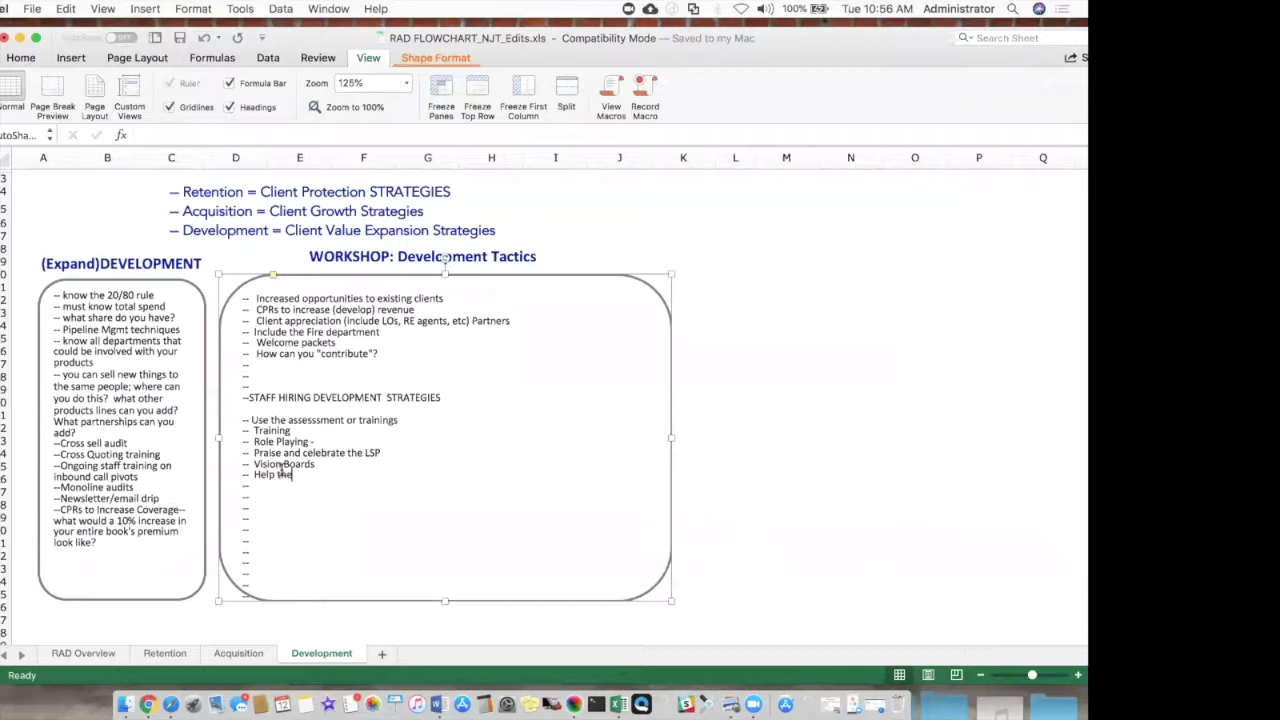 File Edit View Insert Format Tools Data Window Help 100% Tue 10:56 AM Administrator
RAD FLOWCHART_NJT_Edits.xls - Compatibility Mode — Saved to my Mac
Search Sheet
Home Insert Page Layout Formulas Data Review View Shape Format
Ruler Formula Bar Zoom 125%
Gridlines Headings Zoom to 100%
Normal Page Break Preview Page Layout Custom Views Freeze Panes Freeze Top Row Freeze First Column Split View Macros Record Macro
utoSha... fx
A B C D E F G H I J K L M N O P Q
-- Retention = Client Protection STRATEGIES
-- Acquisition = Client Growth Strategies
-- Development = Client Value Expansion Strategies
(Expand)DEVELOPMENT
-- know the 20/80 rule
-- must know total spend
-- what share do you have?
-- Pipeline Mgmt techniques
-- know all departments that
could be involved with your
products
-- you can sell new things to
the same people; where can
you do this? what other
products lines can you add?
What partnerships can you
add?
--Cross sell audit
--Cross Quoting training
--Ongoing staff training on
inbound call pivots
--Monoline audits
--Newsletter/email drip
--CPRs to Increase Coverage--
what would a 10% increase in
your entire book's premium
look like?
WORKSHOP: Development Tactics
-- Increased opportunities to existing clients
-- CPRs to increase (develop) revenue
-- Client appreciation (include LOs, RE agents, etc) Partners
-- Include the Fire department
-- Welcome packets
-- How can you "contribute"?
--
--
--
--STAFF HIRING DEVELOPMENT STRATEGIES
-- Use the assesssment or trainings
-- Training
-- Role Playing -
-- Praise and celebrate the LSP
-- Vision Boards
-- Help the
--
--
--
--
--
--
--
--
--
--
--
RAD Overview Retention Acquisition Development +
Ready